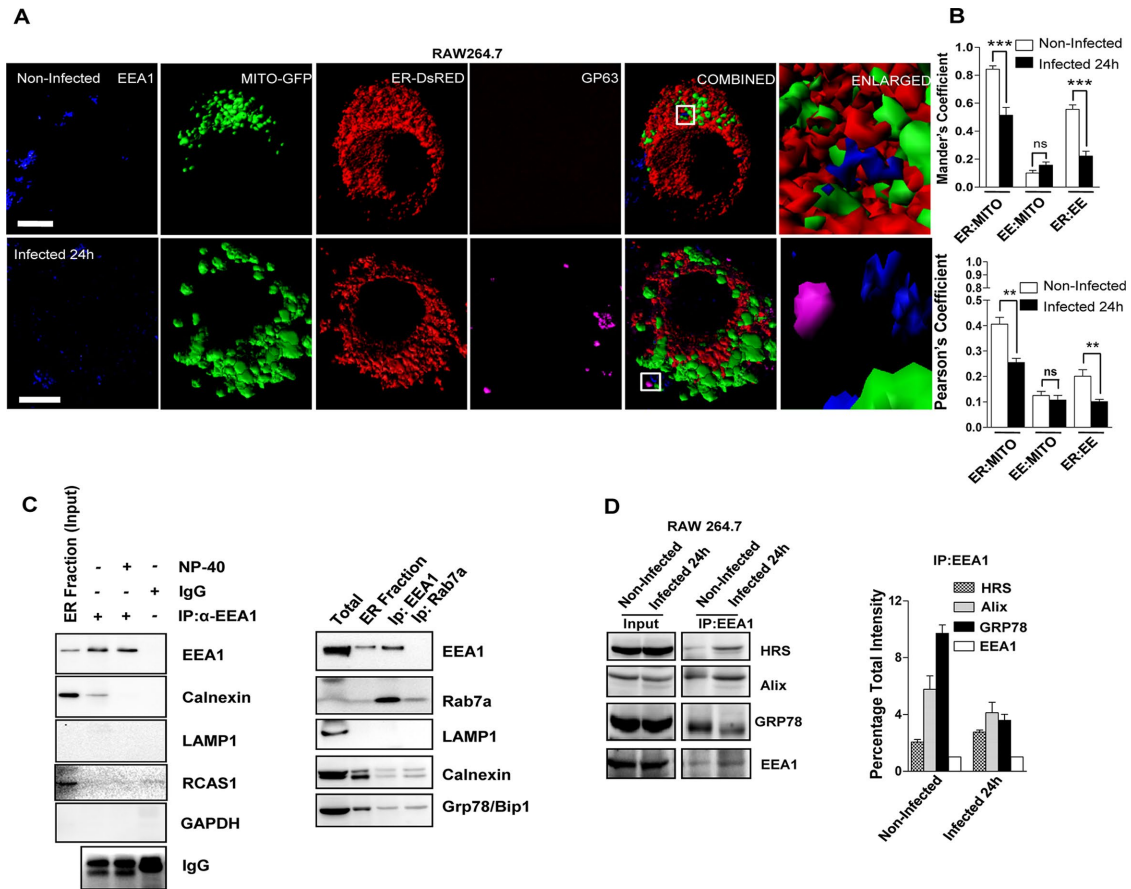 A
RAW264.7
Non-Infected EEA1
MITO-GFP
ER-DsRED
GP63
COMBINED
ENLARGED
Infected 24h
B
Non-Infected
Infected 24h
Mander's Coefficient
1.0
0.8
0.6
0.4
0.2
0.0
***
ns
***
ER:MITO
EE:MITO
ER:EE
Non-Infected
Infected 24h
Pearson's Coefficient
1.0
0.9
0.8
0.5
0.4
0.3
0.2
0.1
0.0
**
ns
**
ER:MITO
EE:MITO
ER:EE
C
ER Fraction (Input)
- + - NP-40
- - + IgG
+ + - IP:α-EEA1
EEA1
Calnexin
LAMP1
RCAS1
GAPDH
IgG
Total
ER Fraction
Ip: EEA1
Ip: Rab7a
EEA1
Rab7a
LAMP1
Calnexin
Grp78/Bip1
D
RAW 264.7
Non-Infected
Infected 24h
Non-Infected
Infected 24h
Input
IP:EEA1
HRS
Alix
GRP78
EEA1
IP:EEA1
HRS
Alix
GRP78
EEA1
Percentage Total Intensity
12
8
4
0
Non-Infected
Infected 24h